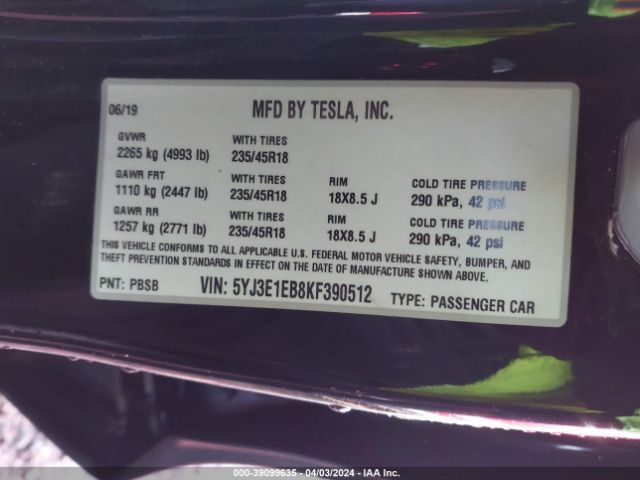 06/19 MFD BY TESLA, INC.
GVWR WITH TIRES
2265 kg (4993 lb) 235/45R18
GAWR FRT WITH TIRES RIM COLD TIRE PRESSURE
1110 kg (2447 lb) 235/45R18 18X8.5 J 290 kPa, 42 psi
GAWR RR WITH TIRES RIM COLD TIRE PRESSURE
1257 kg (2771 lb) 235/45R18 18X8.5 J 290 kPa, 42 psi
THIS VEHICLE CONFORMS TO ALL APPLICABLE U.S. FEDERAL MOTOR VEHICLE SAFETY, BUMPER, AND
THEFT PREVENTION STANDARDS IN EFFECT ON THE DATE OF MANUFACTURE SHOWN ABOVE.
PNT: PBSB VIN: 5YJ3E1EB8KF390512 TYPE: PASSENGER CAR
000-39099635 - 04/03/2024 - IAA Inc.